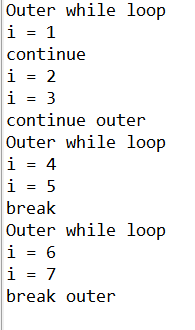 Outer while loop
i = 1
continue
i = 2
i = 3
continue outer
Outer while loop
i = 4
i = 5
break
Outer while loop
i = 6
i = 7
break outer